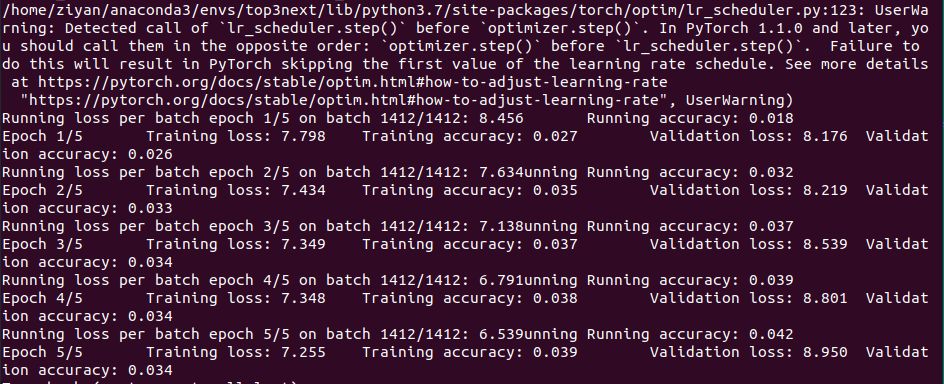 /home/ziyan/anaconda3/envs/top3next/lib/python3.7/site-packages/torch/optim/lr_scheduler.py:123: UserWa
rning: Detected call of `lr_scheduler.step()` before `optimizer.step()`. In PyTorch 1.1.0 and later, yo
u should call them in the opposite order: `optimizer.step()` before `lr_scheduler.step()`.  Failure to
do this will result in PyTorch skipping the first value of the learning rate schedule. See more details
 at https://pytorch.org/docs/stable/optim.html#how-to-adjust-learning-rate
  "https://pytorch.org/docs/stable/optim.html#how-to-adjust-learning-rate", UserWarning)
Running loss per batch epoch 1/5 on batch 1412/1412: 8.456       Running accuracy: 0.018
Epoch 1/5       Training loss: 7.798    Training accuracy: 0.027        Validation loss: 8.176  Validat
ion accuracy: 0.026
Running loss per batch epoch 2/5 on batch 1412/1412: 7.634unning Running accuracy: 0.032
Epoch 2/5       Training loss: 7.434    Training accuracy: 0.035        Validation loss: 8.219  Validat
ion accuracy: 0.033
Running loss per batch epoch 3/5 on batch 1412/1412: 7.138unning Running accuracy: 0.037
Epoch 3/5       Training loss: 7.349    Training accuracy: 0.037        Validation loss: 8.539  Validat
ion accuracy: 0.034
Running loss per batch epoch 4/5 on batch 1412/1412: 6.791unning Running accuracy: 0.039
Epoch 4/5       Training loss: 7.348    Training accuracy: 0.038        Validation loss: 8.801  Validat
ion accuracy: 0.034
Running loss per batch epoch 5/5 on batch 1412/1412: 6.539unning Running accuracy: 0.042
Epoch 5/5       Training loss: 7.255    Training accuracy: 0.039        Validation loss: 8.950  Validat
ion accuracy: 0.034